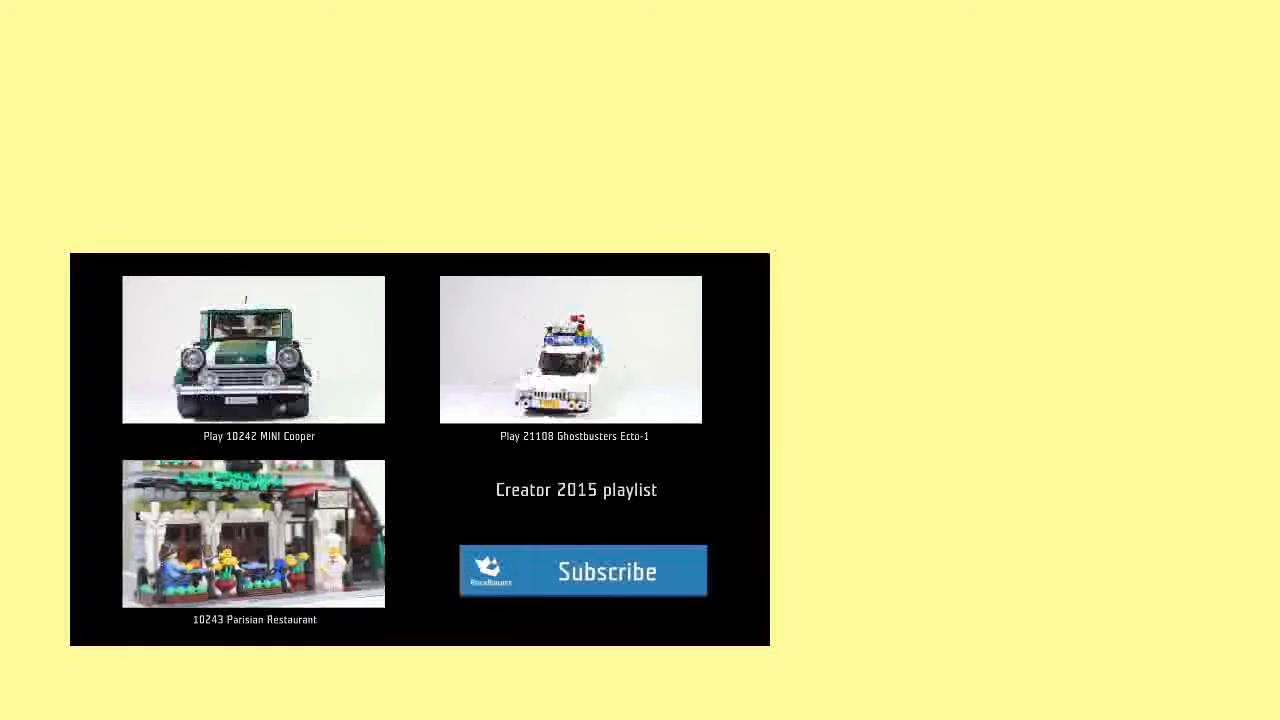 Play 10242 MINI Cooper
Play 21108 Ghostbusters Ecto-1
Creator 2015 playlist
Subscribe
10243 Parisian Restaurant